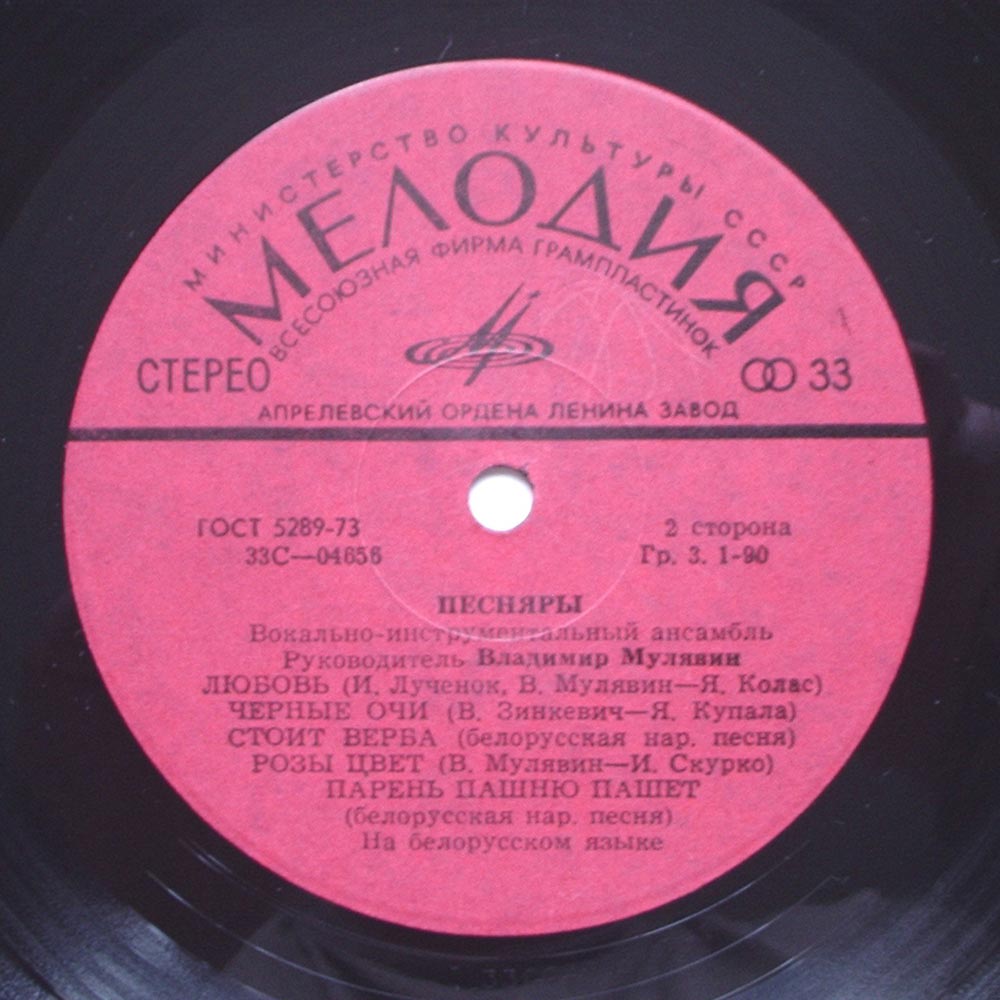 МИНИСТЕРСТВО КУЛЬТУРЫ СССР
МЕЛОДИЯ
ВСЕСОЮЗНАЯ ФИРМА ГРАМПЛАСТИНОК
СТЕРЕО
33
АПРЕЛЕВСКИЙ ОРДЕНА ЛЕНИНА ЗАВОД
ГОСТ 5289-73
2 сторона
33С—04656
Гр. 3. 1-90
ПЕСНЯРЫ
Вокально-инструментальный ансамбль
Руководитель Владимир Мулявин
ЛЮБОВЬ (И. Лученок, В. Мулявин—Я. Колас)
ЧЕРНЫЕ ОЧИ (В. Зинкевич—Я. Купала)
СТОИТ ВЕРБА (белорусская нар. песня)
РОЗЫ ЦВЕТ (В. Мулявин—И. Скурко)
ПАРЕНЬ ПАШНЮ ПАШЕТ
(белорусская нар. песня)
На белорусском языке